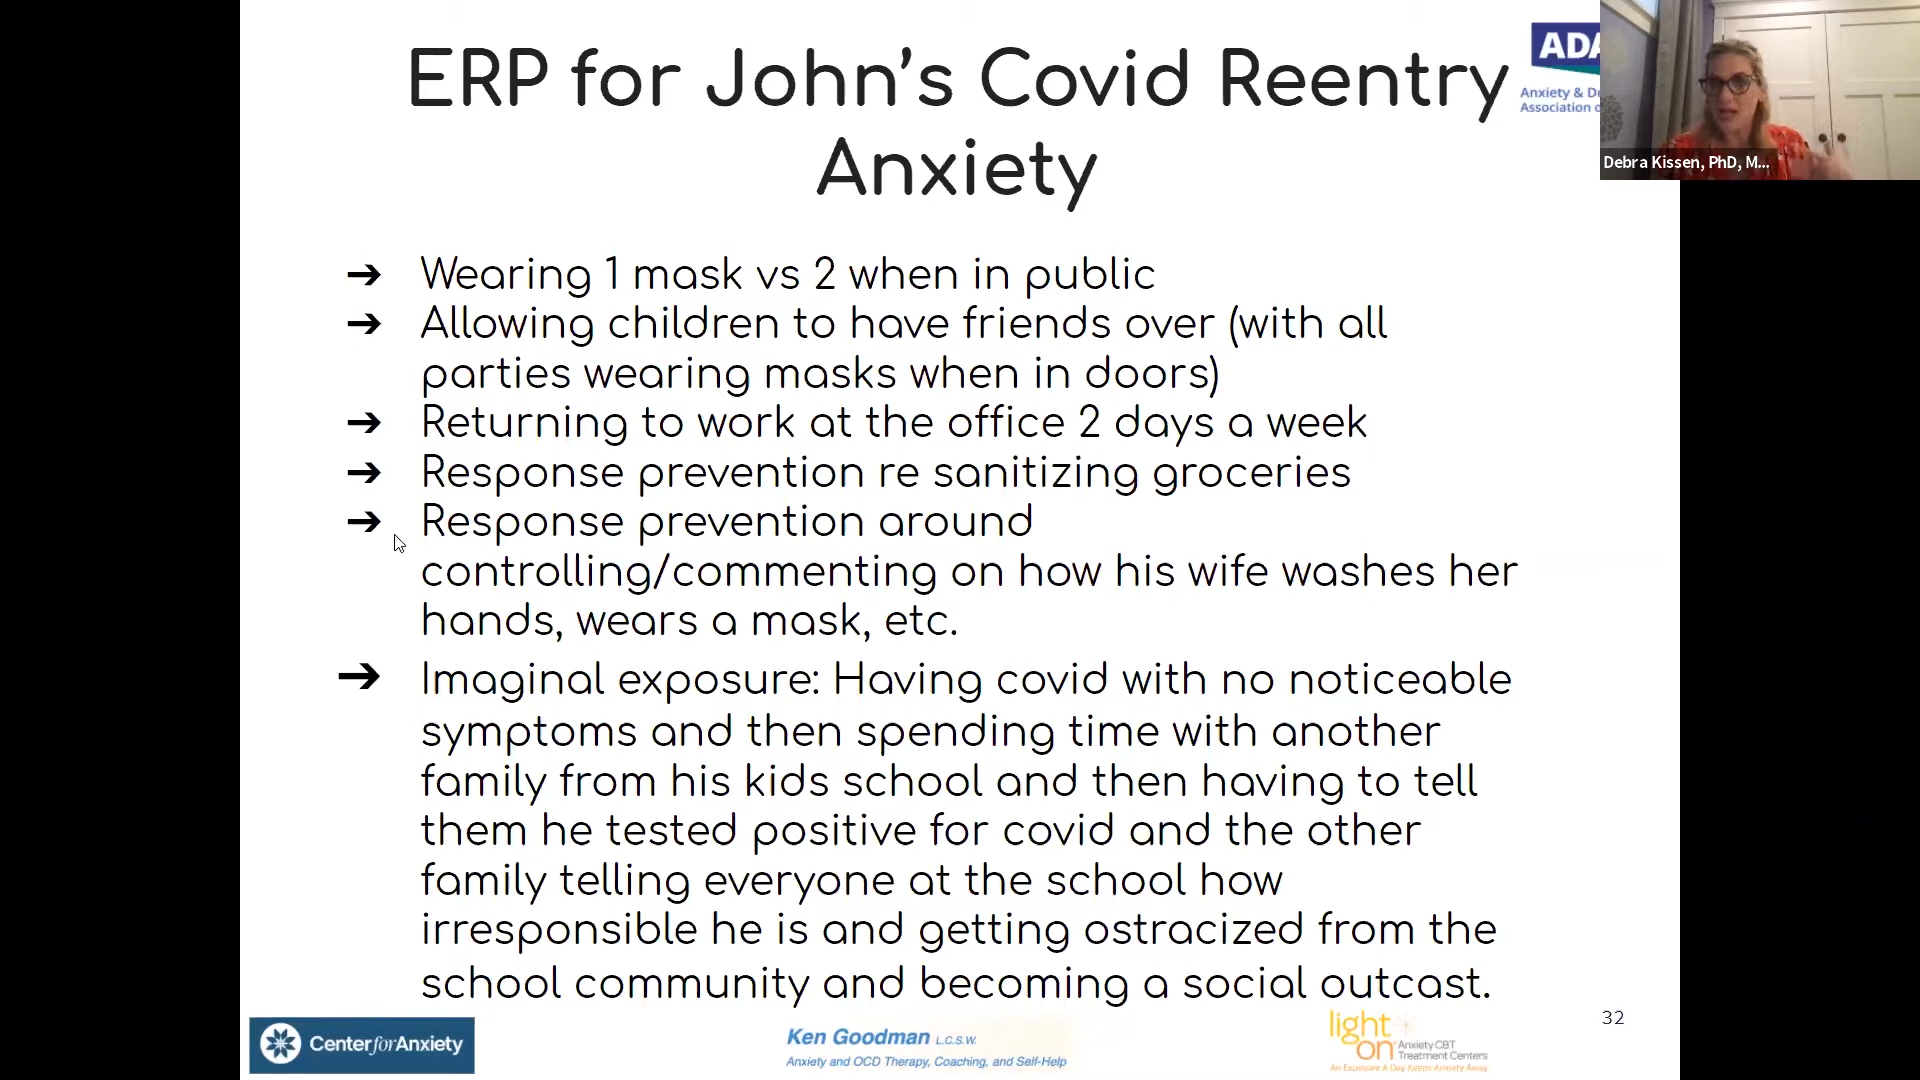 ERP for John's Covid Reentry
Anxiety
ADA
Anxiety & De
Association o
Debra Kissen, PhD, M...
➔ Wearing 1 mask vs 2 when in public
➔ Allowing children to have friends over (with all
parties wearing masks when in doors)
➔ Returning to work at the office 2 days a week
➔ Response prevention re sanitizing groceries
➔ Response prevention around
controlling/commenting on how his wife washes her
hands, wears a mask, etc.
➔ Imaginal exposure: Having covid with no noticeable
symptoms and then spending time with another
family from his kids school and then having to tell
them he tested positive for covid and the other
family telling everyone at the school how
irresponsible he is and getting ostracized from the
school community and becoming a social outcast.
32
Center for Anxiety
Ken Goodman L.C.S.W.
Anxiety and OCD Therapy, Coaching, and Self-Help
light
on Anxiety CBT
Treatment Centers
An Exposure A Day Keeps Anxiety Away